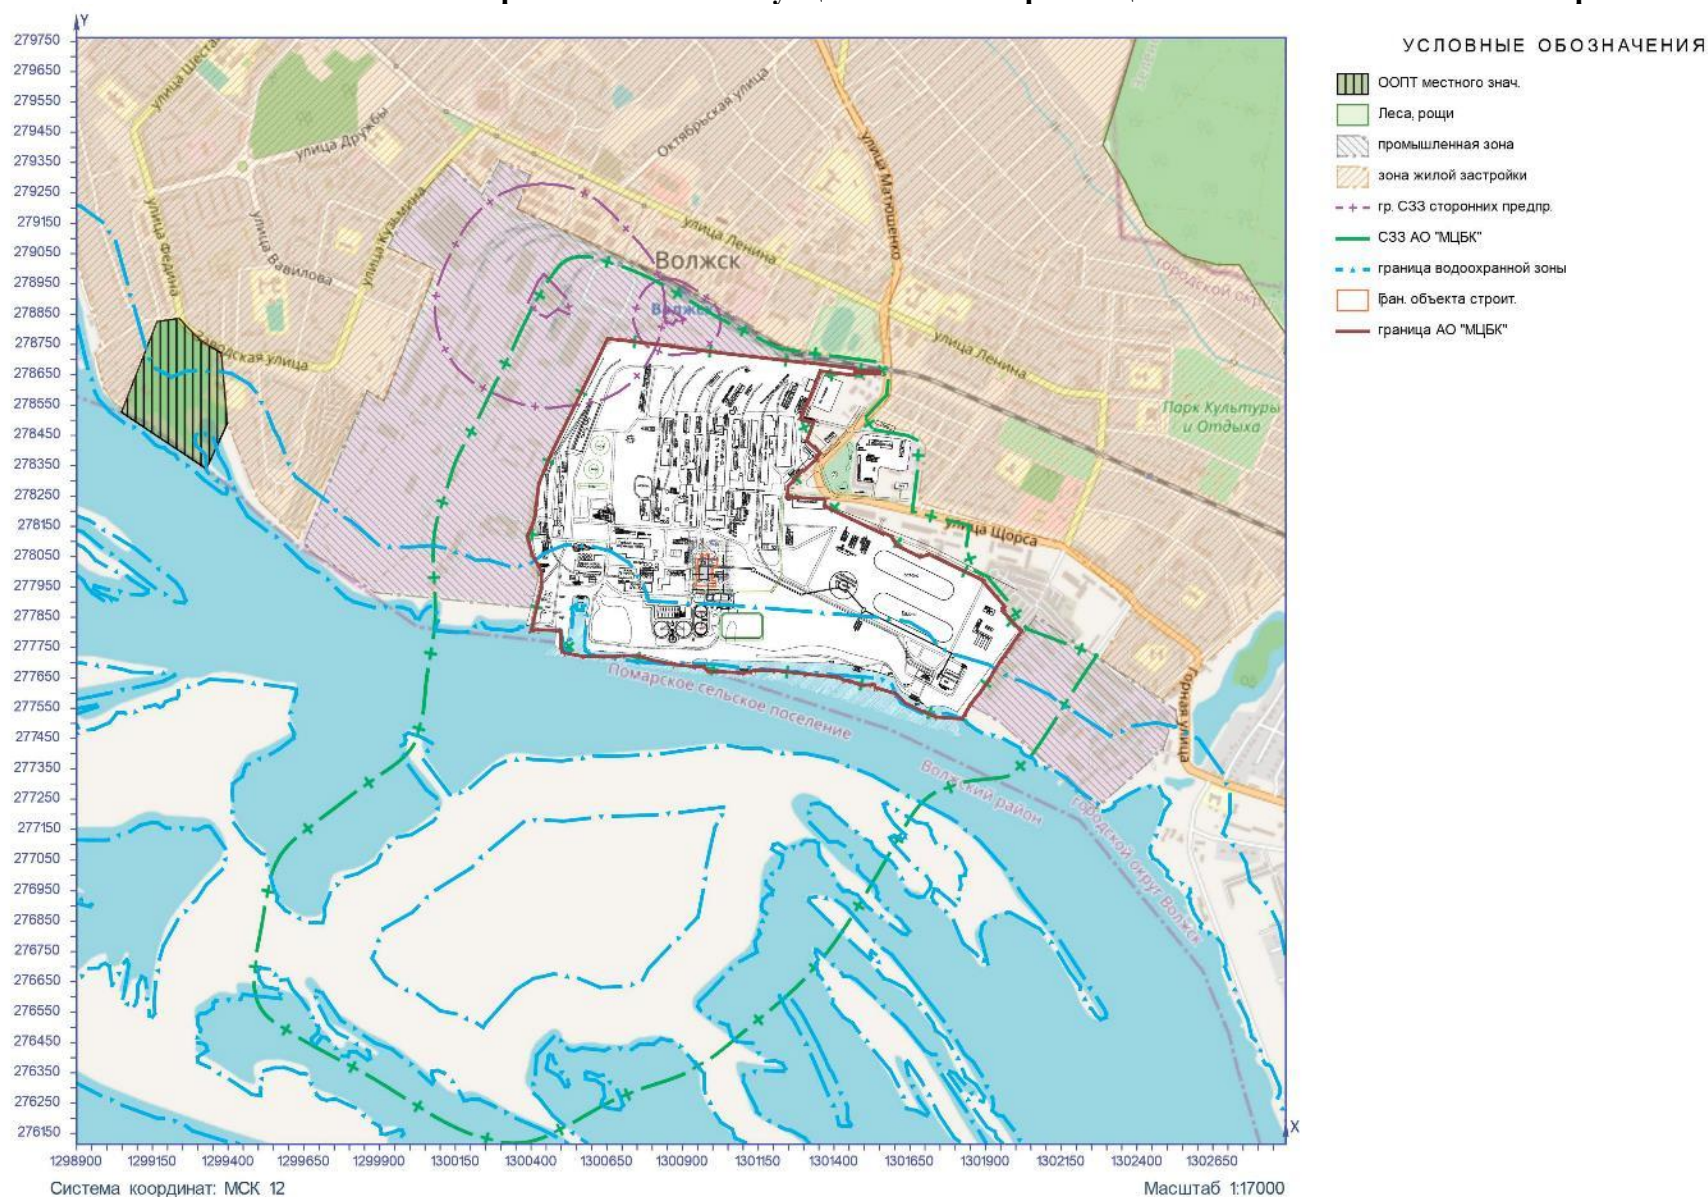 Y
279750
279650
279550
279450
279350
279250
279150
279050
278950
278850
278750
278650
278550
278450
278350
278250
278150
278050
277950
277850
277750
277650
277550
277450
277350
277250
277150
277050
276950
276850
276750
276650
276550
276450
276350
276250
276150
улица Шеста
улица Дружбы
Октябрьская улица
улица Матюшенко
улица Кузьмина
улица Федина
улица Вавилова
улица Ленина
Волжск
Волжск
городской окру
Заводская улица
улица Ленина
Парк Культуры
и Отдыха
улица Щорса
Горная улица
Помарское сельское поселение
Волжский район
городской округ Волжск
X
1298900 1299150 1299400 1299650 1299900 1300150 1300400 1300650 1300900 1301150 1301400 1301650 1301900 1302150 1302400 1302650
Система координат: МСК 12
Масштаб 1:17000
УСЛОВНЫЕ ОБОЗНАЧЕНИЯ
ООПТ местного знач.
Леса, рощи
промышленная зона
зона жилой застройки
гр. СЗЗ сторонних предпр.
СЗЗ АО "МЦБК"
граница водоохранной зоны
Гран. объекта строит.
граница АО "МЦБК"